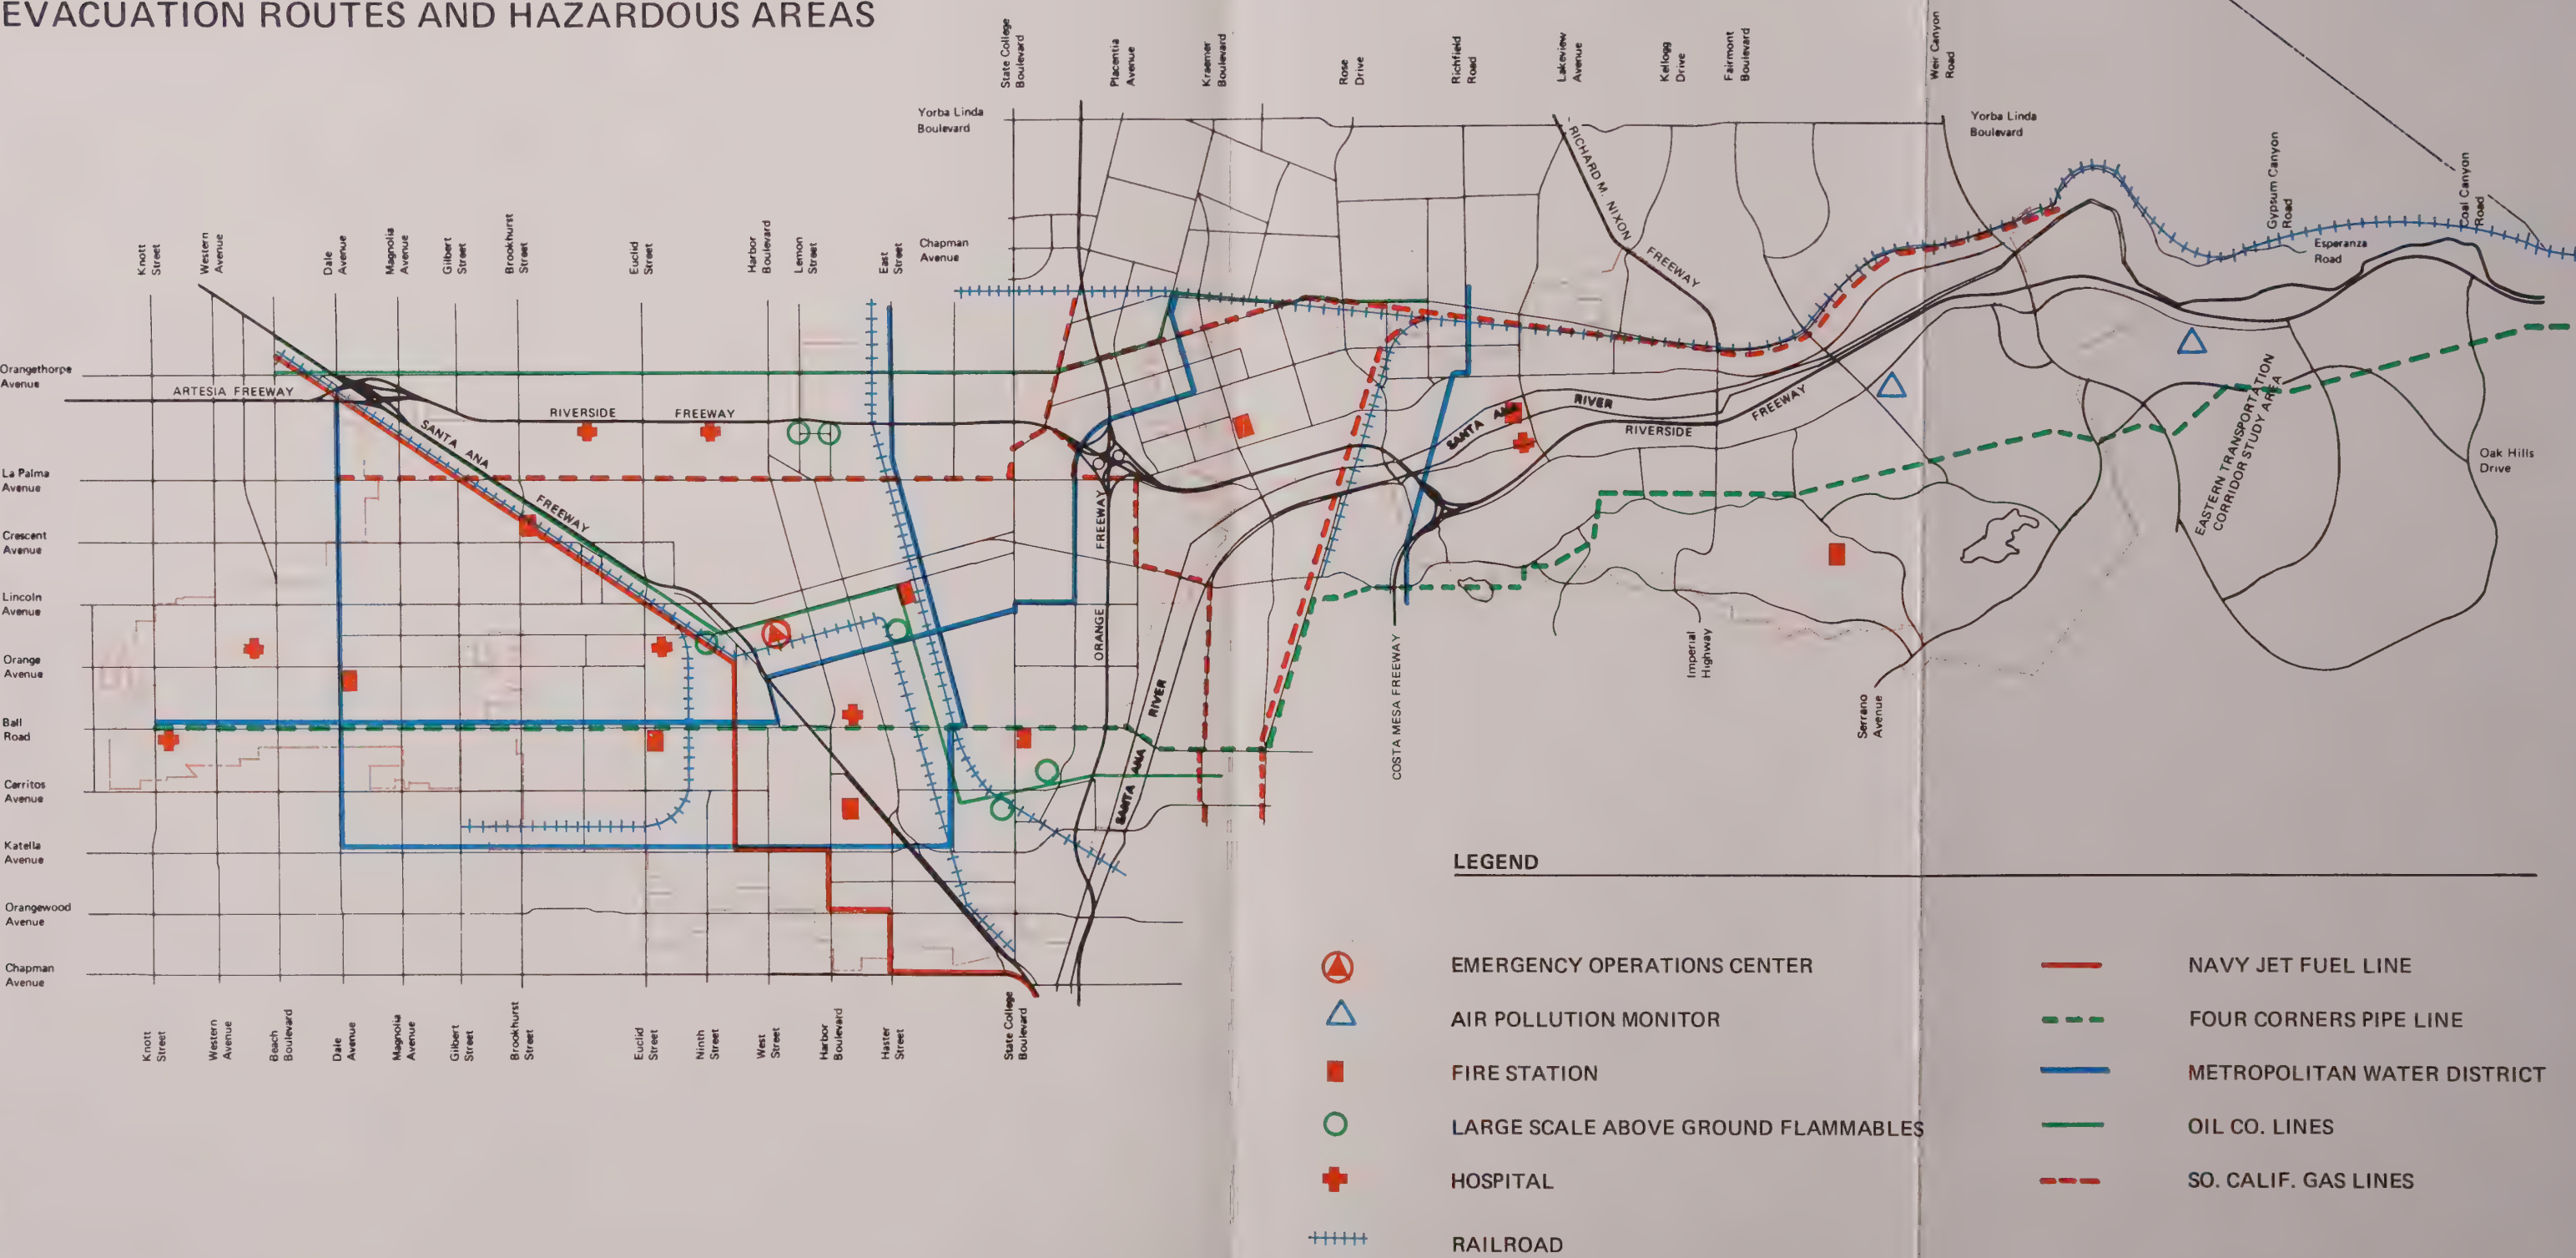 EVACUATION ROUTES AND HAZARDOUS AREAS
State College
Boulevard
Placentia
Avenue
Kraemer
Boulevard
Rose
Drive
Richfield
Road
Lakeview
Avenue
Kellogg
Drive
Fairmont
Boulevard
Weir Canyon
Road
Yorba Linda
Boulevard
Yorba Linda
Boulevard
Gypsum Canyon
Road
Coal Canyon
Road
Esperanza
Road
RICHARD M. NIXON
FREEWAY
Knott
Street
Western
Avenue
Dale
Avenue
Magnolia
Avenue
Gilbert
Street
Brookhurst
Street
Euclid
Street
Harbor
Boulevard
Lemon
Street
East
Street
Chapman
Avenue
Orangethorpe
Avenue
ARTESIA FREEWAY
RIVERSIDE FREEWAY
SANTA ANA
FREEWAY
SANTA ANA RIVER
RIVERSIDE
FREEWAY
La Palma
Avenue
Crescent
Avenue
Lincoln
Avenue
Orange
Avenue
Ball
Road
Cerritos
Avenue
Katella
Avenue
Orangewood
Avenue
Chapman
Avenue
ORANGE
FREEWAY
SANTA ANA
RIVER
COSTA MESA FREEWAY
Imperial
Highway
Serrano
Avenue
EASTERN TRANSPORTATION
CORRIDOR STUDY AREA
Oak Hills
Drive
Knott
Street
Western
Avenue
Beach
Boulevard
Dale
Avenue
Magnolia
Avenue
Gilbert
Street
Brookhurst
Street
Euclid
Street
Ninth
Street
West
Street
Harbor
Boulevard
Haster
Street
State College
Boulevard
LEGEND
EMERGENCY OPERATIONS CENTER
AIR POLLUTION MONITOR
FIRE STATION
LARGE SCALE ABOVE GROUND FLAMMABLES
HOSPITAL
RAILROAD
NAVY JET FUEL LINE
FOUR CORNERS PIPE LINE
METROPOLITAN WATER DISTRICT
OIL CO. LINES
SO. CALIF. GAS LINES